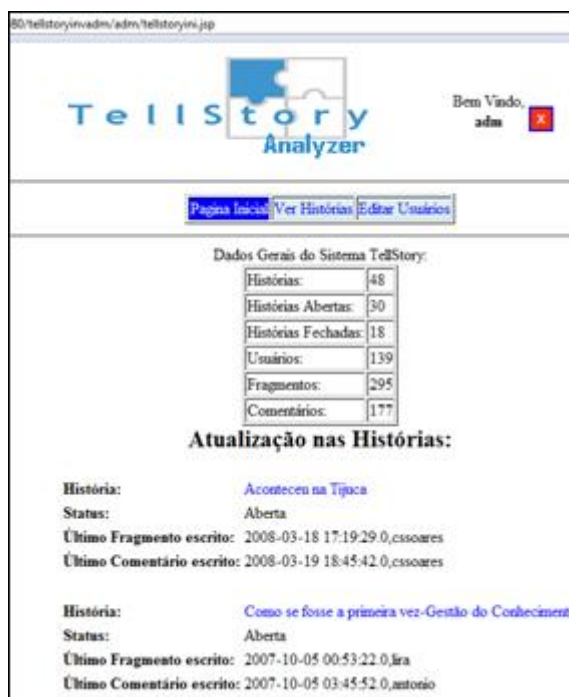 80/tellstoryinvadm/adm/tellstoryini.jsp
TellStory
Analyzer
Bem Vindo,
adm
X
Pagina Inicial Ver Histórias Editar Usuários
Dados Gerais do Sistema TellStory:
Histórias: 48
Histórias Abertas: 30
Histórias Fechadas: 18
Usuários: 139
Fragmentos: 295
Comentários: 177
Atualização nas Histórias:
História: Aconteceu na Tijuca
Status: Aberta
Último Fragmento escrito: 2008-03-18 17:19:29.0,cssoares
Último Comentário escrito: 2008-03-19 18:45:42.0,cssoares
História: Como se fosse a primeira vez-Gestão do Conheciment
Status: Aberta
Último Fragmento escrito: 2007-10-05 00:53:22.0,lira
Último Comentário escrito: 2007-10-05 03:45:52.0,antonio